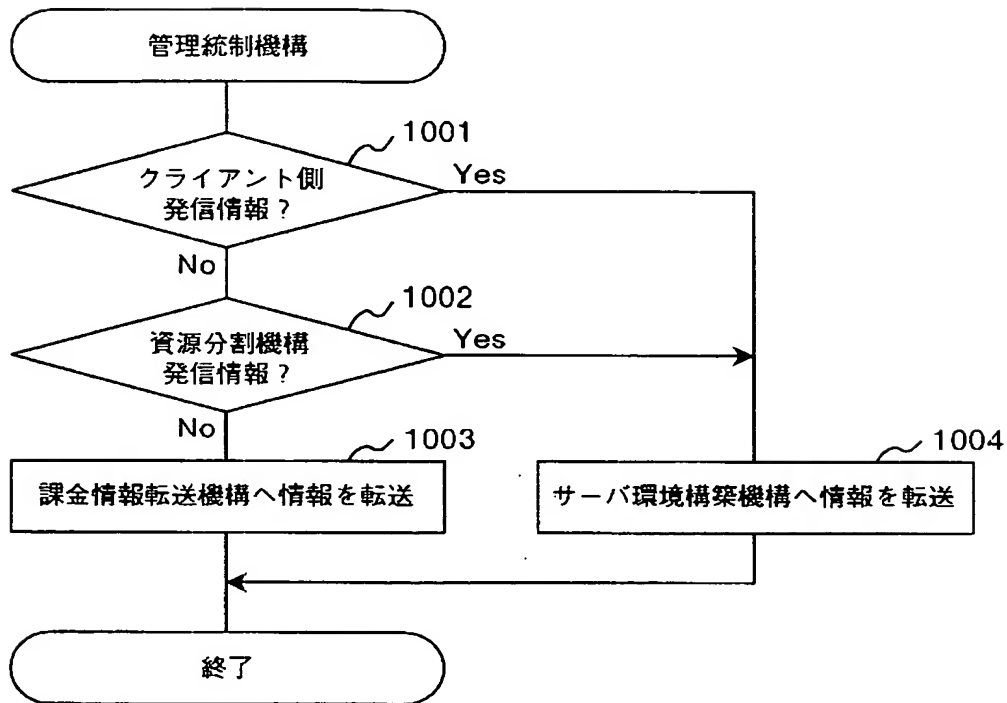 管理統制機構
1001
クライアント側
発信情報？
Yes
No
1002
資源分割機構
発信情報？
Yes
No
1003
課金情報転送機構へ情報を転送
1004
サーバ環境構築機構へ情報を転送
終了